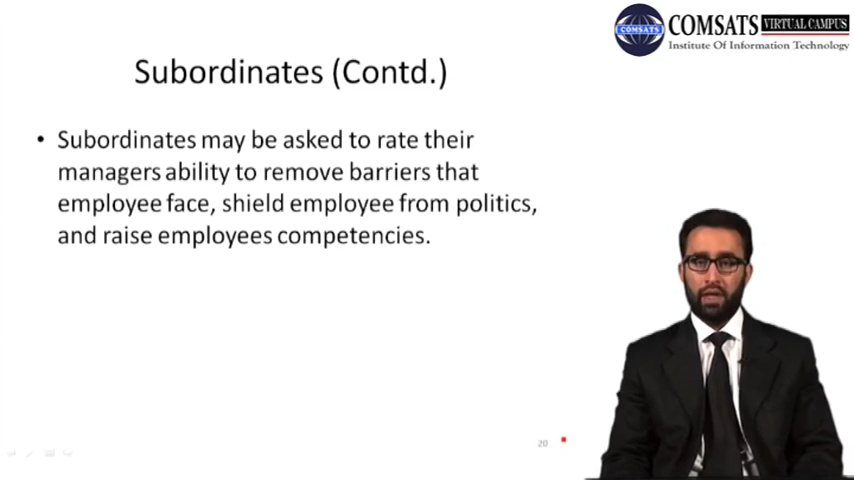 COMSATS
COMSATS VIRTUAL CAMPUS
Institute Of Information Technology
Subordinates (Contd.)
• Subordinates may be asked to rate their
managers ability to remove barriers that
employee face, shield employee from politics,
and raise employees competencies.
20